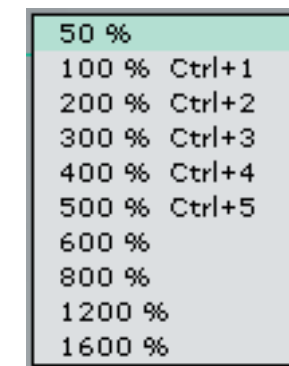 50 %
100 % Ctrl+1
200 % Ctrl+2
300 % Ctrl+3
400 % Ctrl+4
500 % Ctrl+5
600 %
800 %
1200 %
1600 %